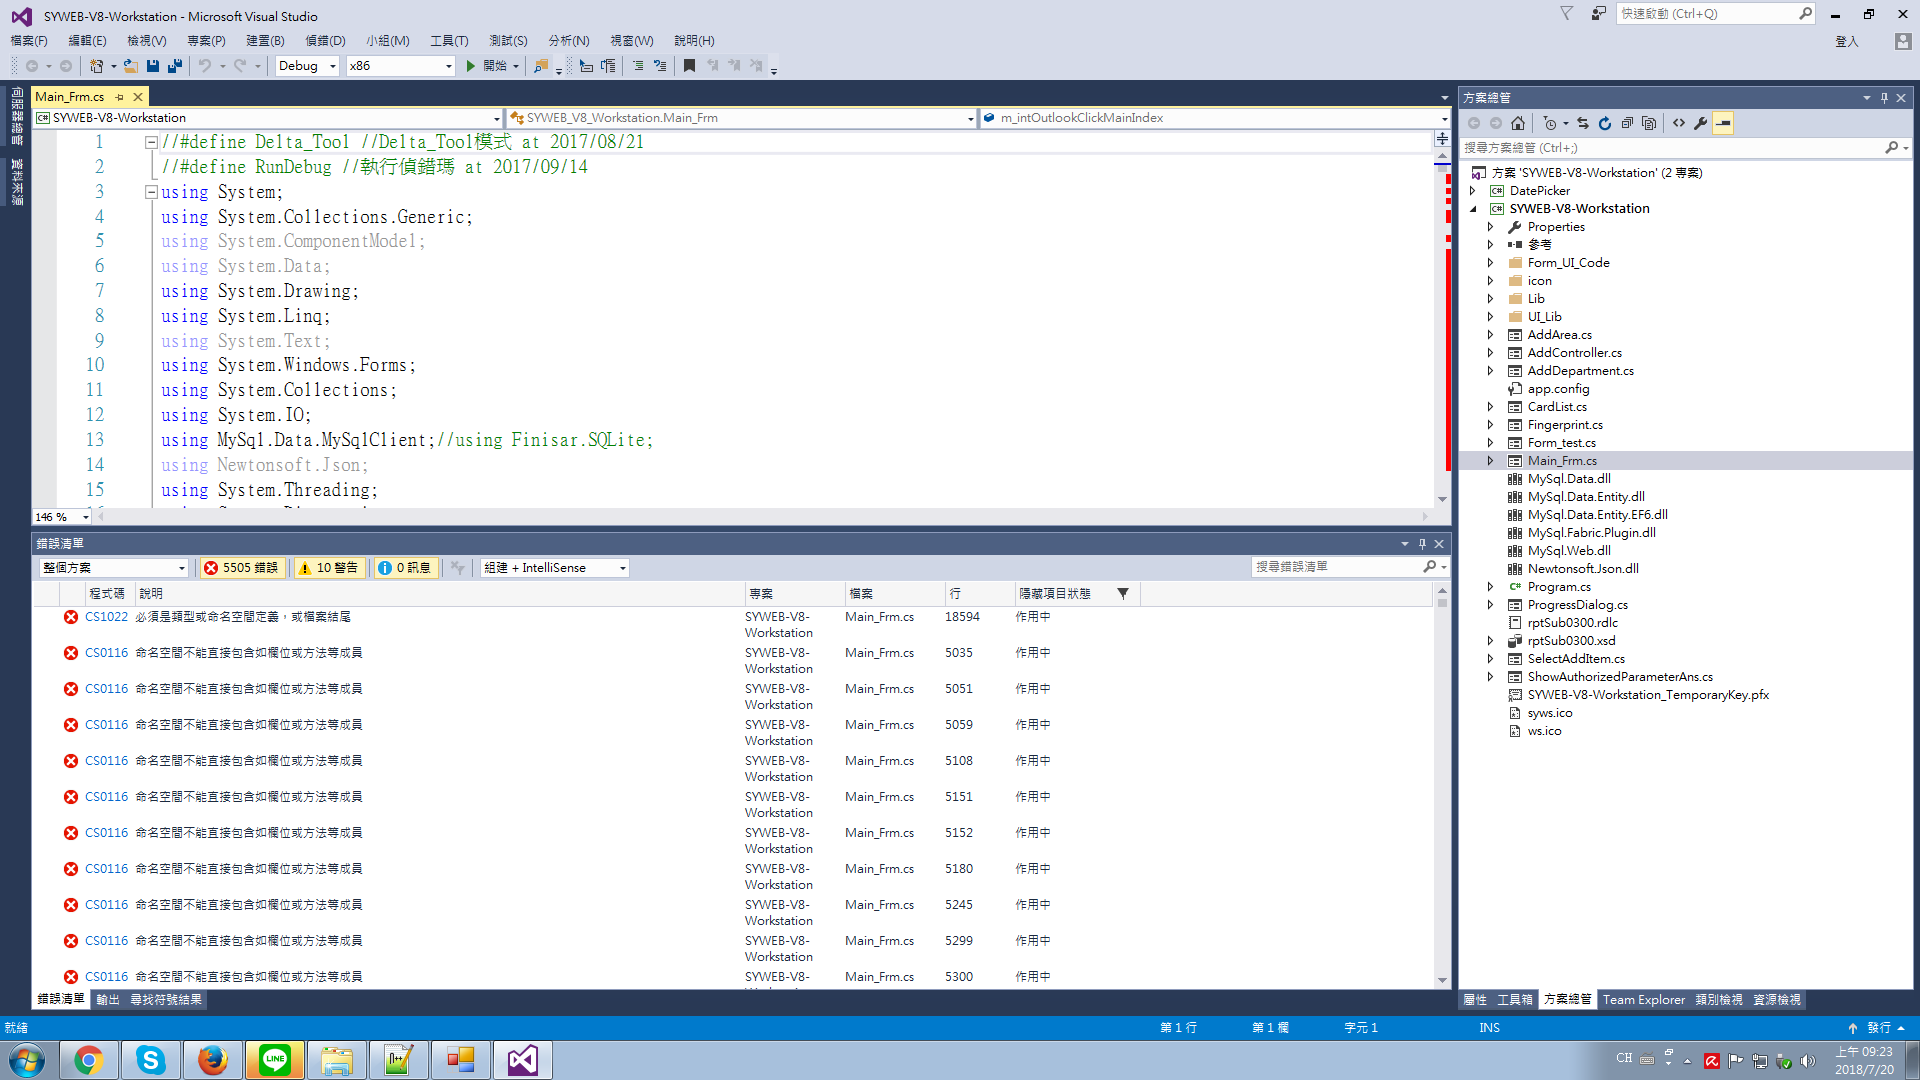 SYWEB-V8-Workstation - Microsoft Visual Studio
快速啟動 (Ctrl+Q)
檔案(F) 編輯(E) 檢視(V) 專案(P) 建置(B) 偵錯(D) 小組(M) 工具(T) 測試(S) 分析(N) 視窗(W) 說明(H)
登入
Debug x86 開始
伺服器總管
資料來源
Main_Frm.cs
SYWEB-V8-Workstation SYWEB_V8_Workstation.Main_Frm m_intOutlookClickMainIndex
1 //#define Delta_Tool //Delta_Tool模式 at 2017/08/21
2 //#define RunDebug //執行偵錯瑪 at 2017/09/14
3 using System;
4 using System.Collections.Generic;
5 using System.ComponentModel;
6 using System.Data;
7 using System.Drawing;
8 using System.Linq;
9 using System.Text;
10 using System.Windows.Forms;
11 using System.Collections;
12 using System.IO;
13 using MySql.Data.MySqlClient;//using Finisar.SQLite;
14 using Newtonsoft.Json;
15 using System.Threading;
146 %
錯誤清單
整個方案 5505 錯誤 10 警告 0 訊息 組建 + IntelliSense 搜尋錯誤清單
程式碼 說明 專案 檔案 行 隱藏項目狀態
CS1022 必須是類型或命名空間定義，或檔案結尾 SYWEB-V8-Workstation Main_Frm.cs 18594 作用中
CS0116 命名空間不能直接包含如欄位或方法等成員 SYWEB-V8-Workstation Main_Frm.cs 5035 作用中
CS0116 命名空間不能直接包含如欄位或方法等成員 SYWEB-V8-Workstation Main_Frm.cs 5051 作用中
CS0116 命名空間不能直接包含如欄位或方法等成員 SYWEB-V8-Workstation Main_Frm.cs 5059 作用中
CS0116 命名空間不能直接包含如欄位或方法等成員 SYWEB-V8-Workstation Main_Frm.cs 5108 作用中
CS0116 命名空間不能直接包含如欄位或方法等成員 SYWEB-V8-Workstation Main_Frm.cs 5151 作用中
CS0116 命名空間不能直接包含如欄位或方法等成員 SYWEB-V8-Workstation Main_Frm.cs 5152 作用中
CS0116 命名空間不能直接包含如欄位或方法等成員 SYWEB-V8-Workstation Main_Frm.cs 5180 作用中
CS0116 命名空間不能直接包含如欄位或方法等成員 SYWEB-V8-Workstation Main_Frm.cs 5245 作用中
CS0116 命名空間不能直接包含如欄位或方法等成員 SYWEB-V8-Workstation Main_Frm.cs 5299 作用中
CS0116 命名空間不能直接包含如欄位或方法等成員 SYWEB-V8- Main_Frm.cs 5300 作用中
錯誤清單 輸出 尋找符號結果
方案總管
搜尋方案總管 (Ctrl+;)
方案 'SYWEB-V8-Workstation' (2 專案)
DatePicker
SYWEB-V8-Workstation
Properties
參考
Form_UI_Code
icon
Lib
UI_Lib
AddArea.cs
AddController.cs
AddDepartment.cs
app.config
CardList.cs
Fingerprint.cs
Form_test.cs
Main_Frm.cs
MySql.Data.dll
MySql.Data.Entity.dll
MySql.Data.Entity.EF6.dll
MySql.Fabric.Plugin.dll
MySql.Web.dll
Newtonsoft.Json.dll
Program.cs
ProgressDialog.cs
rptSub0300.rdlc
rptSub0300.xsd
SelectAddItem.cs
ShowAuthorizedParameterAns.cs
SYWEB-V8-Workstation_TemporaryKey.pfx
syws.ico
ws.ico
屬性 工具箱 方案總管 Team Explorer 類別檢視 資源檢視
就緒 第 1 行 第 1 欄 字元 1 INS 發行
LINE
CH
上午 09:23
2018/7/20